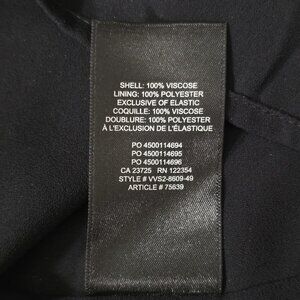 SHELL: 100% VISCOSE
LINING: 100% POLYESTER
EXCLUSIVE OF ELASTIC
COQUILLE: 100% VISCOSE
DOUBLURE: 100% POLYESTER
À L'EXCLUSION DE L'ÉLASTIQUE
PO 4500114694
PO 4500114695
PO 4500114696
CA 23725 RN 122354
STYLE # VVS2-8609-49
ARTICLE # 75639